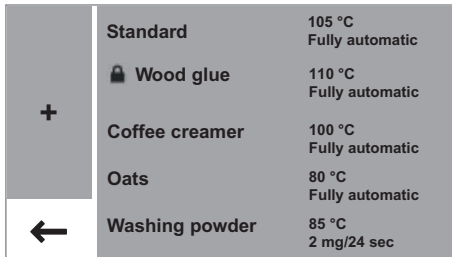 Standard 105 °C
Fully automatic
Wood glue 110 °C
Fully automatic
+
Coffee creamer 100 °C
Fully automatic
Oats 80 °C
Fully automatic
Washing powder 85 °C
2 mg/24 sec